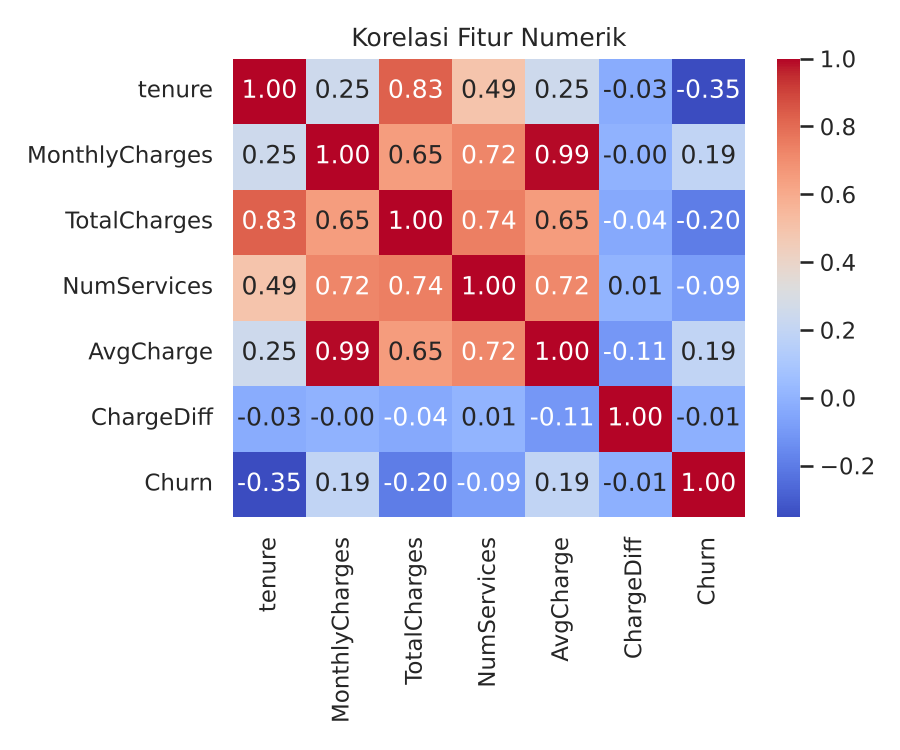 Korelasi Fitur Numerik
tenure 1.00 0.25 0.83 0.49 0.25 -0.03 -0.35
MonthlyCharges 0.25 1.00 0.65 0.72 0.99 -0.00 0.19
TotalCharges 0.83 0.65 1.00 0.74 0.65 -0.04 -0.20
NumServices 0.49 0.72 0.74 1.00 0.72 0.01 -0.09
AvgCharge 0.25 0.99 0.65 0.72 1.00 -0.11 0.19
ChargeDiff -0.03 -0.00 -0.04 0.01 -0.11 1.00 -0.01
Churn -0.35 0.19 -0.20 -0.09 0.19 -0.01 1.00
tenure
MonthlyCharges
TotalCharges
NumServices
AvgCharge
ChargeDiff
Churn
1.0
0.8
0.6
0.4
0.2
0.0
−0.2